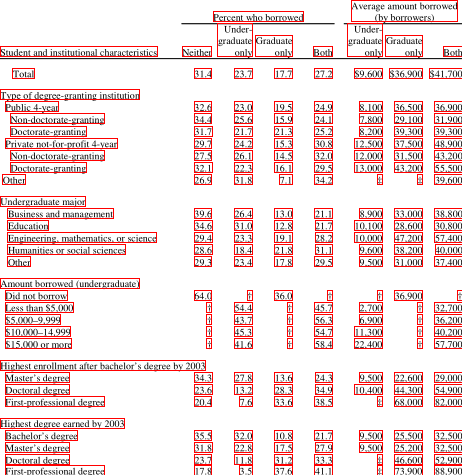 Percent who borrowed Average amount borrowed (by borrowers)
Student and institutional characteristics Neither Under-graduate only Graduate only Both Under-graduate only Graduate only Both
Total 31.4 23.7 17.7 27.2 $9,600 $36,900 $41,700
Type of degree-granting institution
Public 4-year 32.6 23.0 19.5 24.9 8,100 36,500 36,900
Non-doctorate-granting 34.4 25.6 15.9 24.1 7,800 29,100 31,900
Doctorate-granting 31.7 21.7 21.3 25.2 8,200 39,300 39,300
Private not-for-profit 4-year 29.7 24.2 15.3 30.8 12,500 37,500 48,900
Non-doctorate-granting 27.5 26.1 14.5 32.0 12,000 31,500 43,200
Doctorate-granting 32.1 22.3 16.1 29.5 13,000 43,200 55,500
Other 26.9 31.8 7.1 34.2 ‡ ‡ 39,600
Undergraduate major
Business and management 39.6 26.4 13.0 21.1 8,900 33,000 38,800
Education 34.6 31.0 12.8 21.7 10,100 28,600 30,800
Engineering, mathematics, or science 29.4 23.3 19.1 28.2 10,000 47,200 57,400
Humanities or social sciences 28.6 18.4 21.8 31.1 9,600 38,200 40,000
Other 29.3 23.4 17.8 29.5 9,500 31,000 37,400
Amount borrowed (undergraduate)
Did not borrow 64.0 † 36.0 † † 36,900 †
Less than $5,000 † 54.4 † 45.7 2,700 † 32,700
$5,000–9,999 † 43.7 † 56.3 6,900 † 36,200
$10,000–14,999 † 45.3 † 54.7 11,300 † 40,200
$15,000 or more † 41.6 † 58.4 22,400 † 57,700
Highest enrollment after bachelor's degree by 2003
Master's degree 34.3 27.8 13.6 24.3 9,500 22,600 29,000
Doctoral degree 23.6 13.2 28.3 34.9 10,400 44,300 54,900
First-professional degree 20.4 7.6 33.6 38.5 ‡ 68,000 82,000
Highest degree earned by 2003
Bachelor's degree 35.5 32.0 10.8 21.7 9,500 25,500 32,500
Master's degree 31.8 22.8 17.5 27.9 9,500 25,200 32,500
Doctoral degree 23.7 11.8 31.2 33.3 ‡ 46,600 52,900
First-professional degree 17.8 3.5 37.6 41.1 ‡ 73,900 88,900